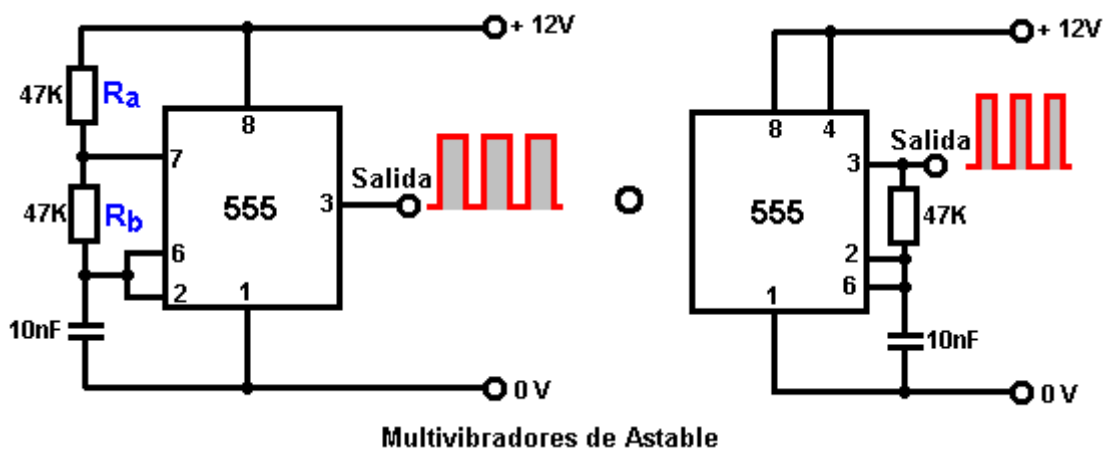 + 12V
47K
Ra
8
7
47K
Rb
555
3
Salida
6
2
1
10nF
0 V
+ 12V
8
4
Salida
3
555
47K
2
6
1
10nF
0 V
Multivibradores de Astable